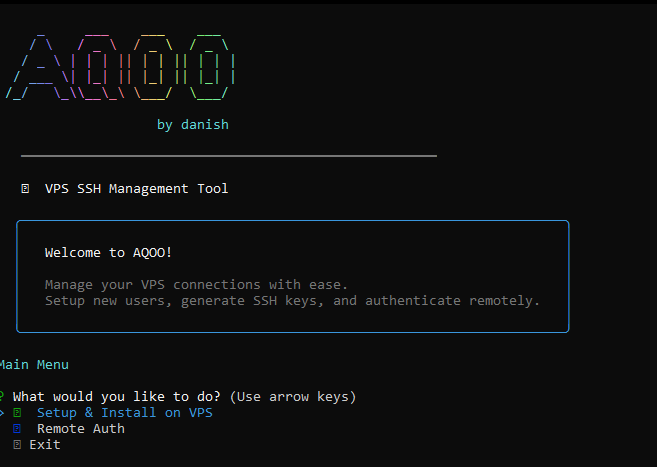 AQOO
by danish
VPS SSH Management Tool
Welcome to AQOO!
Manage your VPS connections with ease.
Setup new users, generate SSH keys, and authenticate remotely.
Main Menu
? What would you like to do? (Use arrow keys)
> Setup & Install on VPS
Remote Auth
Exit